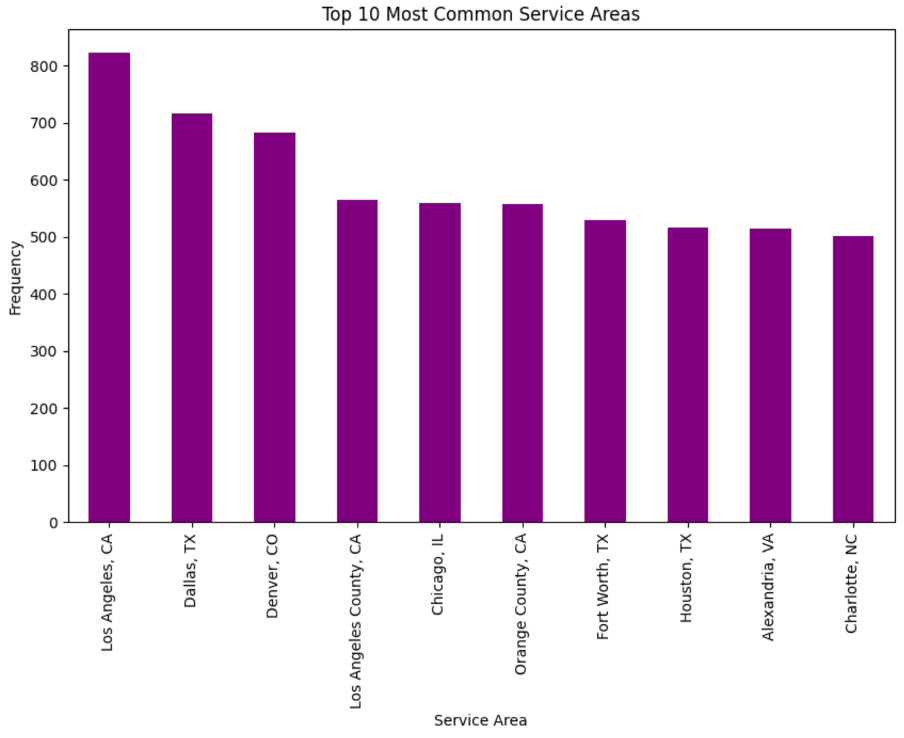 Top 10 Most Common Service Areas
Frequency
800
700
600
500
400
300
200
100
0
Los Angeles, CA
Dallas, TX
Denver, CO
Los Angeles County, CA
Chicago, IL
Orange County, CA
Fort Worth, TX
Houston, TX
Alexandria, VA
Charlotte, NC
Service Area